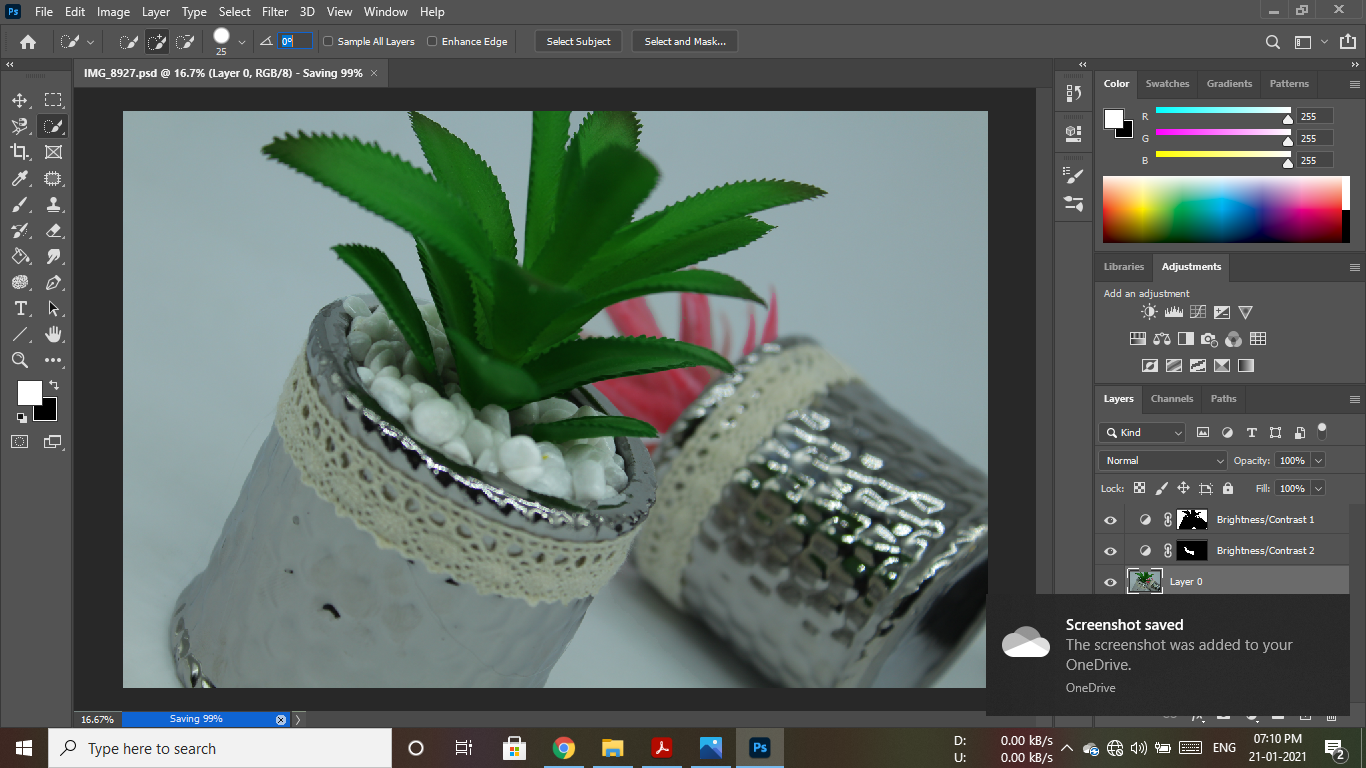 Ps File Edit Image Layer Type Select Filter 3D View Window Help
25 0° Sample All Layers Enhance Edge Select Subject Select and Mask...
IMG_8927.psd @ 16.7% (Layer 0, RGB/8) - Saving 99% ×
Color Swatches Gradients Patterns
R 255
G 255
B 255
Libraries Adjustments
Add an adjustment
Layers Channels Paths
Kind
Normal Opacity: 100%
Lock: Fill: 100%
Brightness/Contrast 1
Brightness/Contrast 2
Layer 0
Screenshot saved
The screenshot was added to your
OneDrive.
OneDrive
16.67% Saving 99%
Type here to search
Ps
D: 0.00 kB/s
U: 0.00 kB/s
ENG
07:10 PM
21-01-2021
2